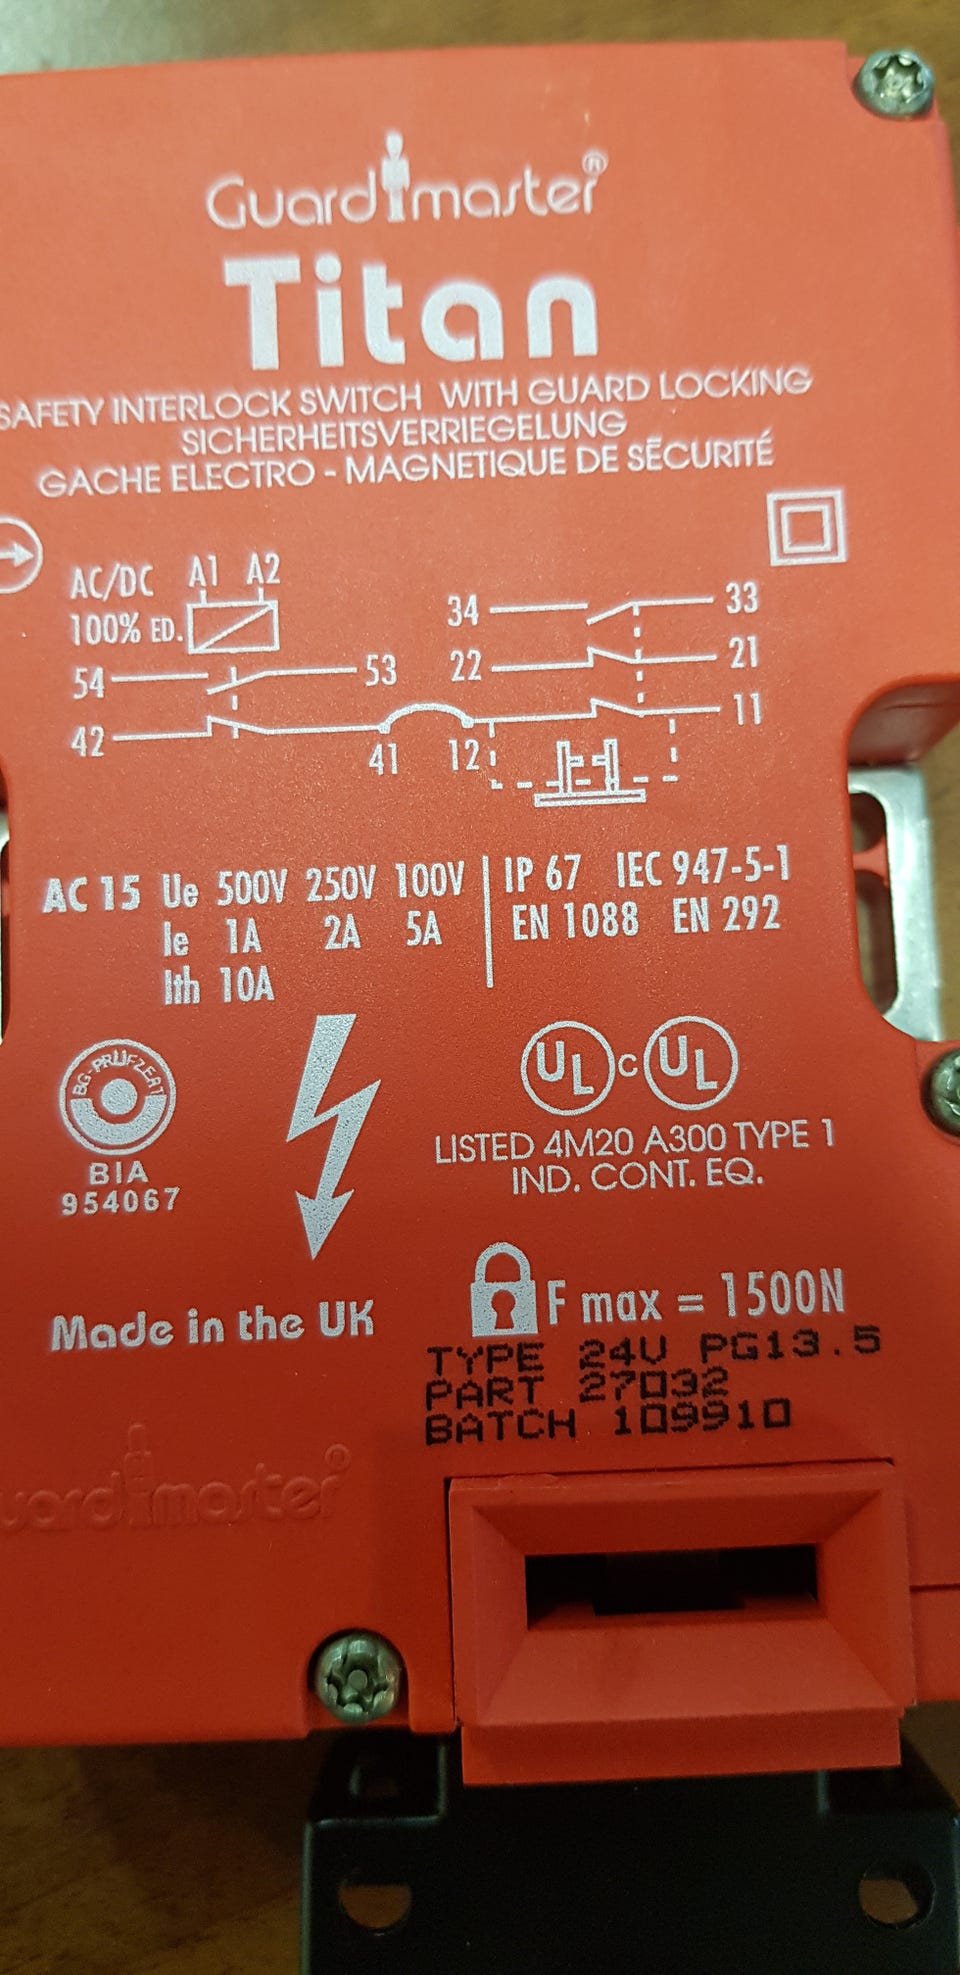 Guardmaster®
Titan
SAFETY INTERLOCK SWITCH WITH GUARD LOCKING
SICHERHEITSVERRIEGELUNG
GACHE ELECTRO - MAGNETIQUE DE SÉCURITÉ
AC/DC A1 A2
100% ED.
34 33
54 53 22 21
42 41 12 11
AC 15 Ue 500V 250V 100V
Ie 1A 2A 5A
Ith 10A
IP 67 IEC 947-5-1
EN 1088 EN 292
BG-PRÜFZERT
BIA
954067
UL c UL
LISTED 4M20 A300 TYPE 1
IND. CONT. EQ.
F max = 1500N
Made in the UK
TYPE 24V PG13.5
PART 27032
BATCH 109910
Guardmaster®